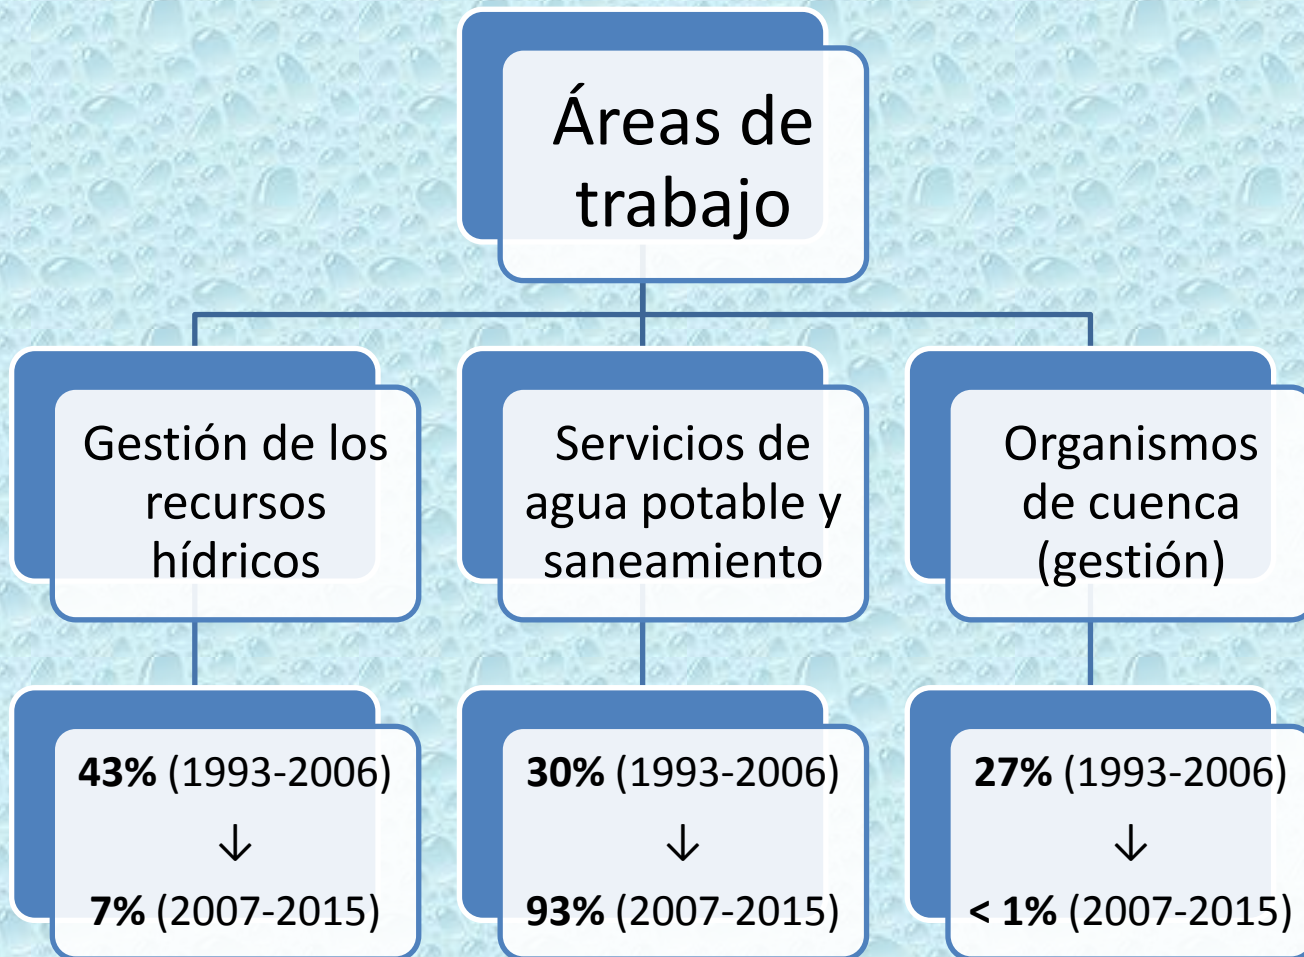 Áreas de
trabajo
Gestión de los
recursos
hídricos
Servicios de
agua potable y
saneamiento
Organismos
de cuenca
(gestión)
43% (1993-2006)
↓
7% (2007-2015)
30% (1993-2006)
↓
93% (2007-2015)
27% (1993-2006)
↓
< 1% (2007-2015)